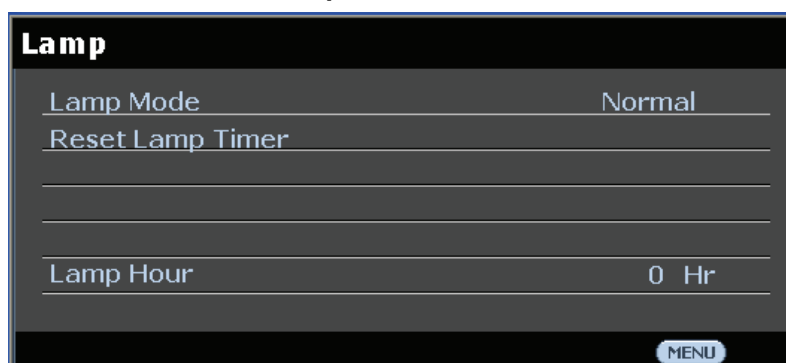 Lamp
Lamp Mode Normal
Reset Lamp Timer
Lamp Hour 0 Hr
MENU